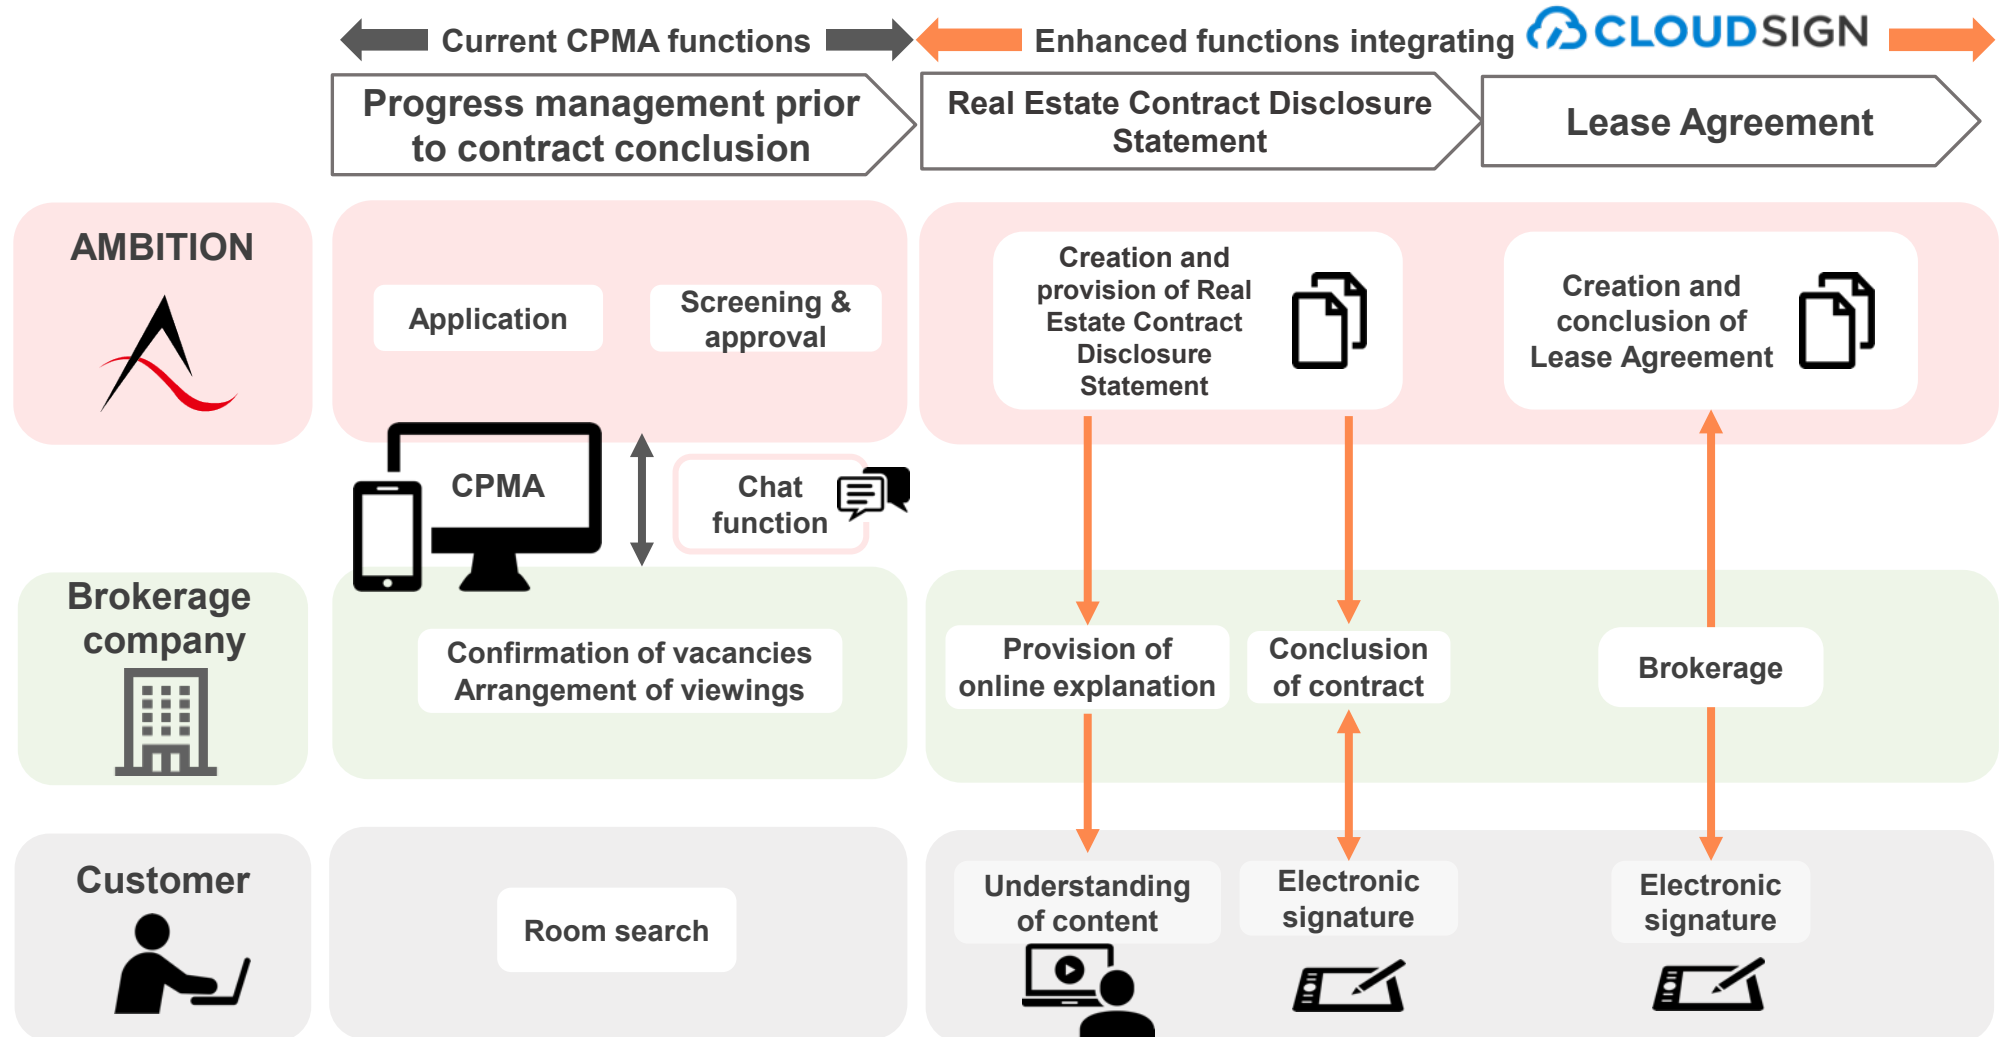 Current CPMA functions
Enhanced functions integrating
CLOUDSIGN
Progress management prior
to contract conclusion
Real Estate Contract Disclosure
Statement
Lease Agreement
AMBITION
Application
Screening &
approval
Creation and
provision of Real
Estate Contract
Disclosure
Statement
Creation and
conclusion of
Lease Agreement
CPMA
Chat
function
Brokerage
company
Confirmation of vacancies
Arrangement of viewings
Provision of
online explanation
Conclusion
of contract
Brokerage
Customer
Room search
Understanding
of content
Electronic
signature
Electronic
signature